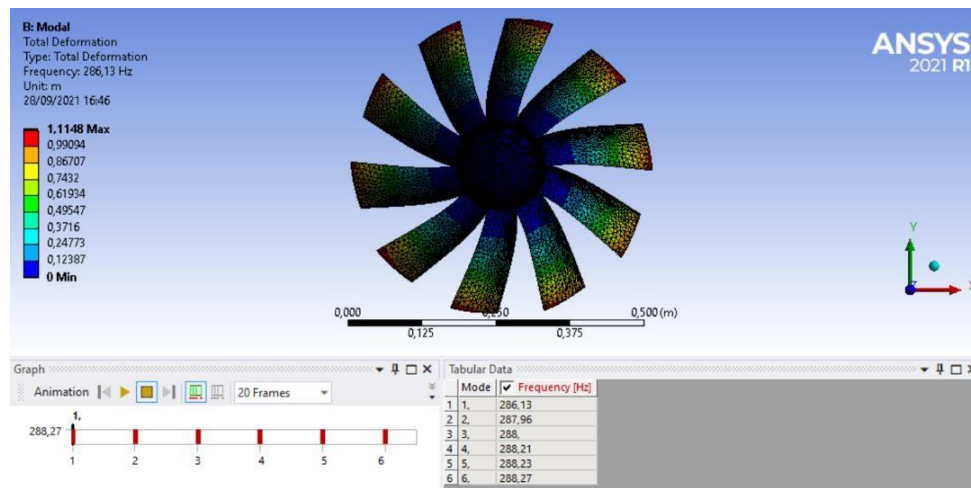 B: Modal
Total Deformation
Type: Total Deformation
Frequency: 286,13 Hz
Unit: m
28/09/2021 16:46
1,1148 Max
0,99094
0,86707
0,7432
0,61934
0,49547
0,3716
0,24773
0,12387
0 Min
ANSYS
2021 R1
Y
X
Z
0,000 0,250 0,500 (m)
0,125 0,375
Graph
Animation 20 Frames
1,
288,27
1 2 3 4 5 6
Tabular Data
Mode Frequency [Hz]
1 1, 286,13
2 2, 287,96
3 3, 288,
4 4, 288,21
5 5, 288,23
6 6, 288,27